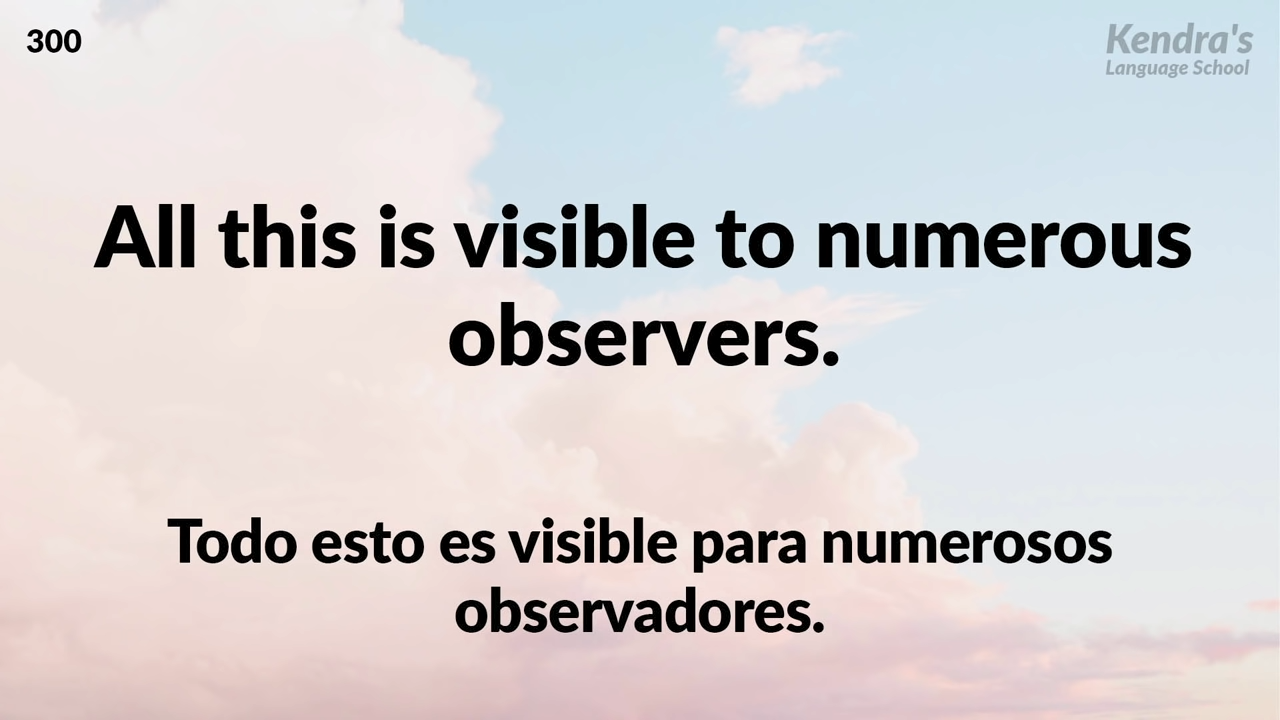 300
Kendra's
Language School
All this is visible to numerous
observers.
Todo esto es visible para numerosos
observadores.